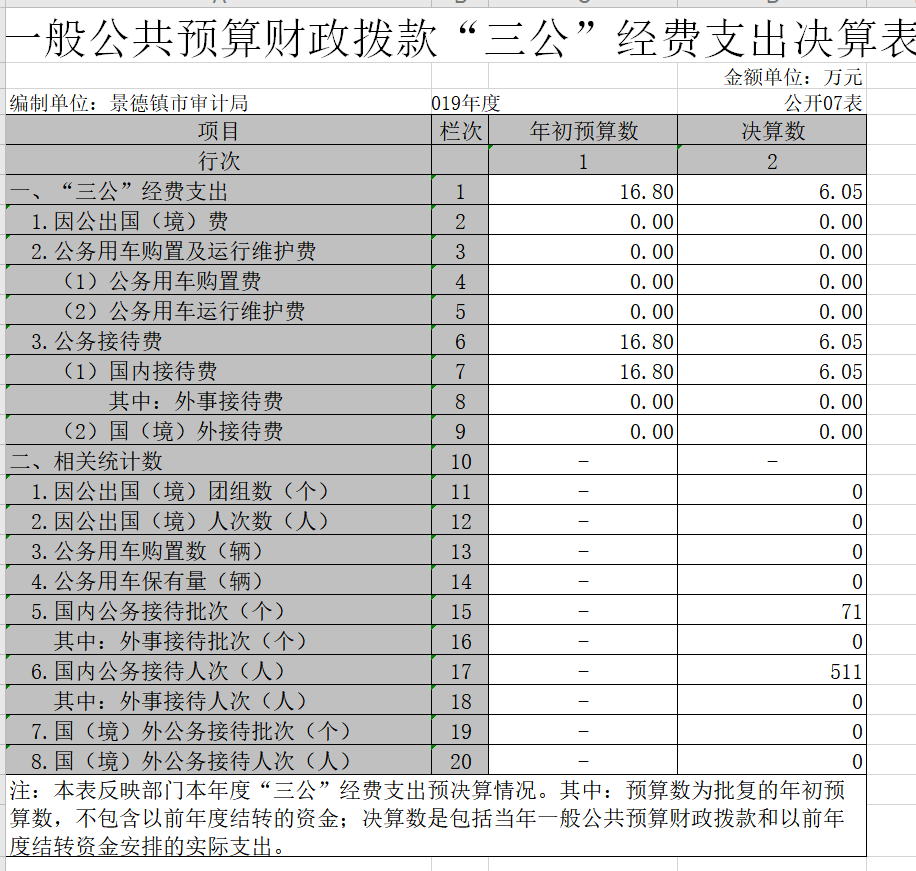 一般公共预算财政拨款“三公”经费支出决算表
金额单位：万元
编制单位：景德镇市审计局 019年度 公开07表
项目 栏次 年初预算数 决算数
行次 1 2
一、“三公”经费支出 1 16.80 6.05
1.因公出国（境）费 2 0.00 0.00
2.公务用车购置及运行维护费 3 0.00 0.00
（1）公务用车购置费 4 0.00 0.00
（2）公务用车运行维护费 5 0.00 0.00
3.公务接待费 6 16.80 6.05
（1）国内接待费 7 16.80 6.05
其中：外事接待费 8 0.00 0.00
（2）国（境）外接待费 9 0.00 0.00
二、相关统计数 10 － －
1.因公出国（境）团组数（个） 11 － 0
2.因公出国（境）人次数（人） 12 － 0
3.公务用车购置数（辆） 13 － 0
4.公务用车保有量（辆） 14 － 0
5.国内公务接待批次（个） 15 － 71
其中：外事接待批次（个） 16 － 0
6.国内公务接待人次（人） 17 － 511
其中：外事接待人次（人） 18 － 0
7.国（境）外公务接待批次（个） 19 － 0
8.国（境）外公务接待人次（人） 20 － 0
注：本表反映部门本年度“三公”经费支出预决算情况。其中：预算数为批复的年初预
算数，不包含以前年度结转的资金；决算数是包括当年一般公共预算财政拨款和以前年
度结转资金安排的实际支出。